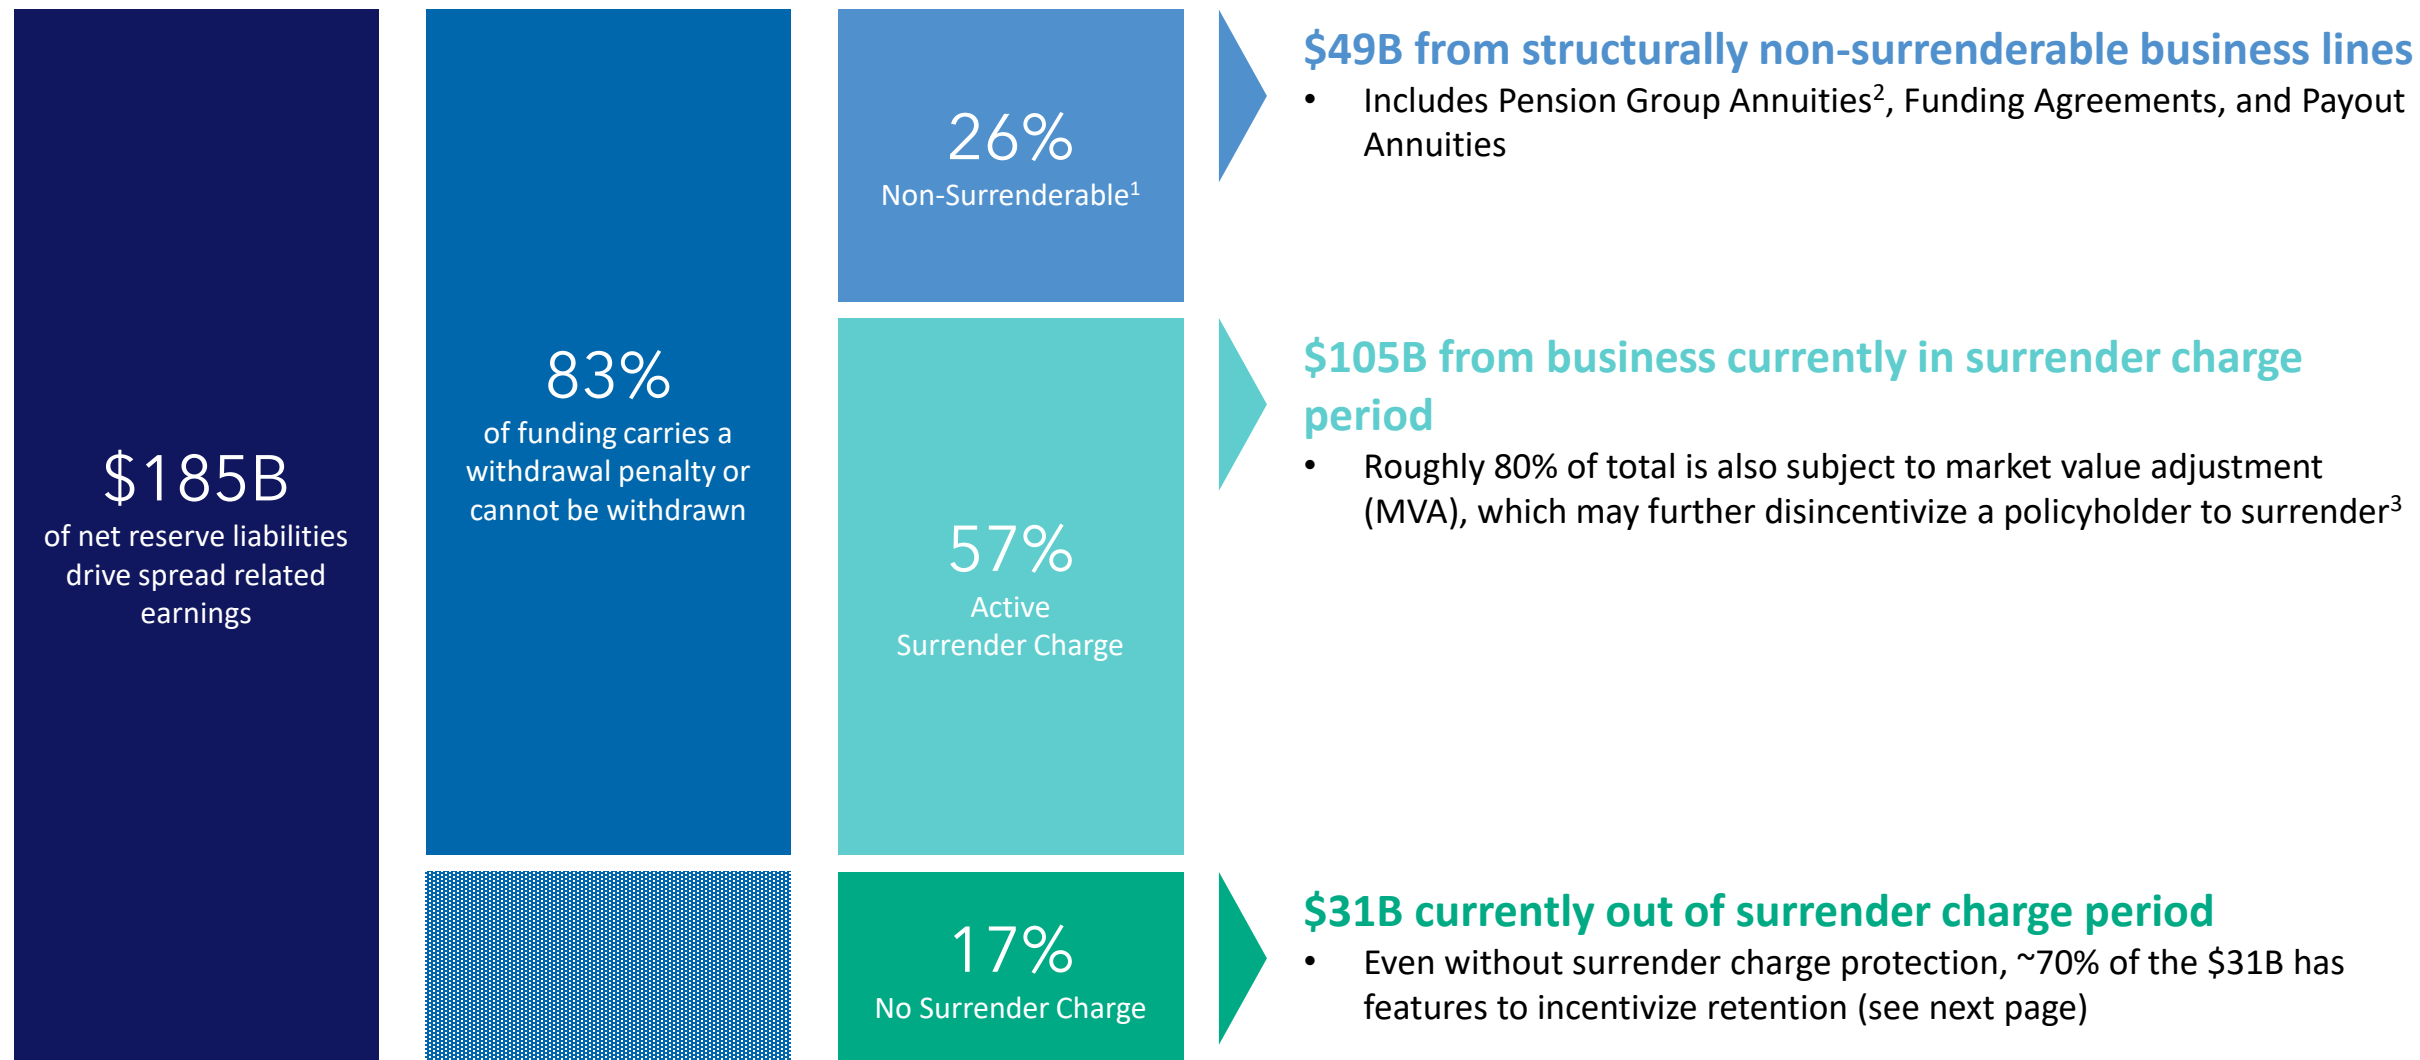 $185B
of net reserve liabilities
drive spread related
earnings
83%
of funding carries a
withdrawal penalty or
cannot be withdrawn
26%
Non-Surrenderable¹
57%
Active
Surrender Charge
17%
No Surrender Charge
$49B from structurally non-surrenderable business lines
• Includes Pension Group Annuities², Funding Agreements, and Payout
Annuities
$105B from business currently in surrender charge
period
• Roughly 80% of total is also subject to market value adjustment
(MVA), which may further disincentivize a policyholder to surrender³
$31B currently out of surrender charge period
• Even without surrender charge protection, ~70% of the $31B has
features to incentivize retention (see next page)